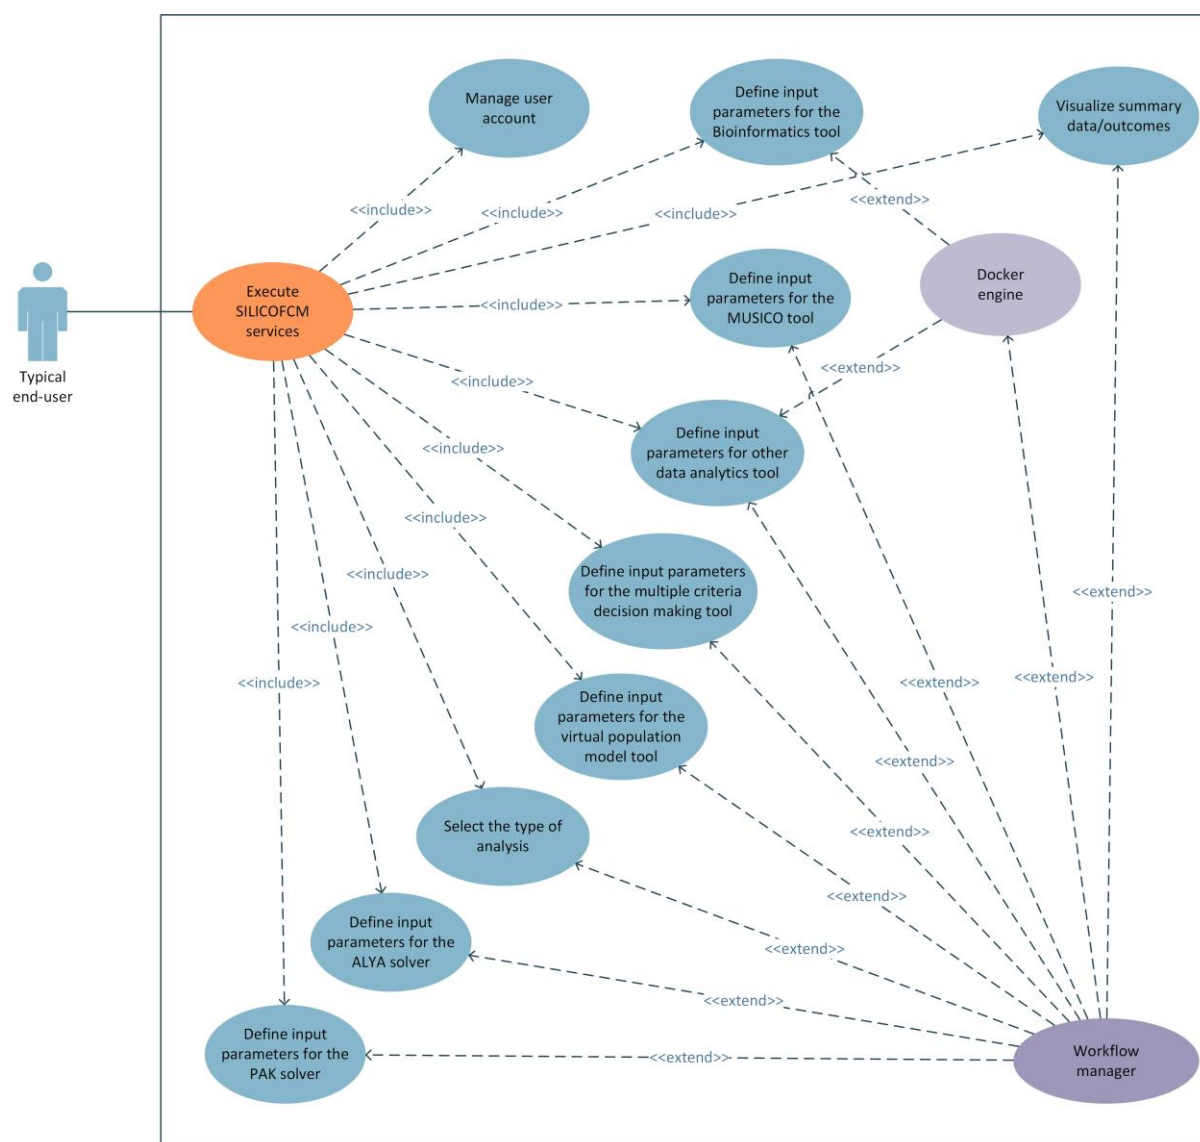 Manage user
account
Define input
parameters for the
Bioinformatics tool
Visualize summary
data/outcomes
<<include>>
<<include>>
<<include>>
<<extend>>
Typical
end-user
Execute
SILICOFCM
services
<<include>>
Define input
parameters for the
MUSICO tool
Docker
engine
<<include>>
<<extend>>
Define input
parameters for other
data analytics tool
<<include>>
<<include>>
<<include>>
Define input parameters
for the multiple criteria
decision making tool
<<extend>>
<<include>>
<<include>>
<<extend>>
<<extend>>
Define input
parameters for the
virtual population
model tool
<<extend>>
Select the type of
analysis
<<extend>>
<<extend>>
Define input
parameters for the
ALYA solver
<<extend>>
<<extend>>
Define input
parameters for the
PAK solver
<<extend>>
Workflow
manager